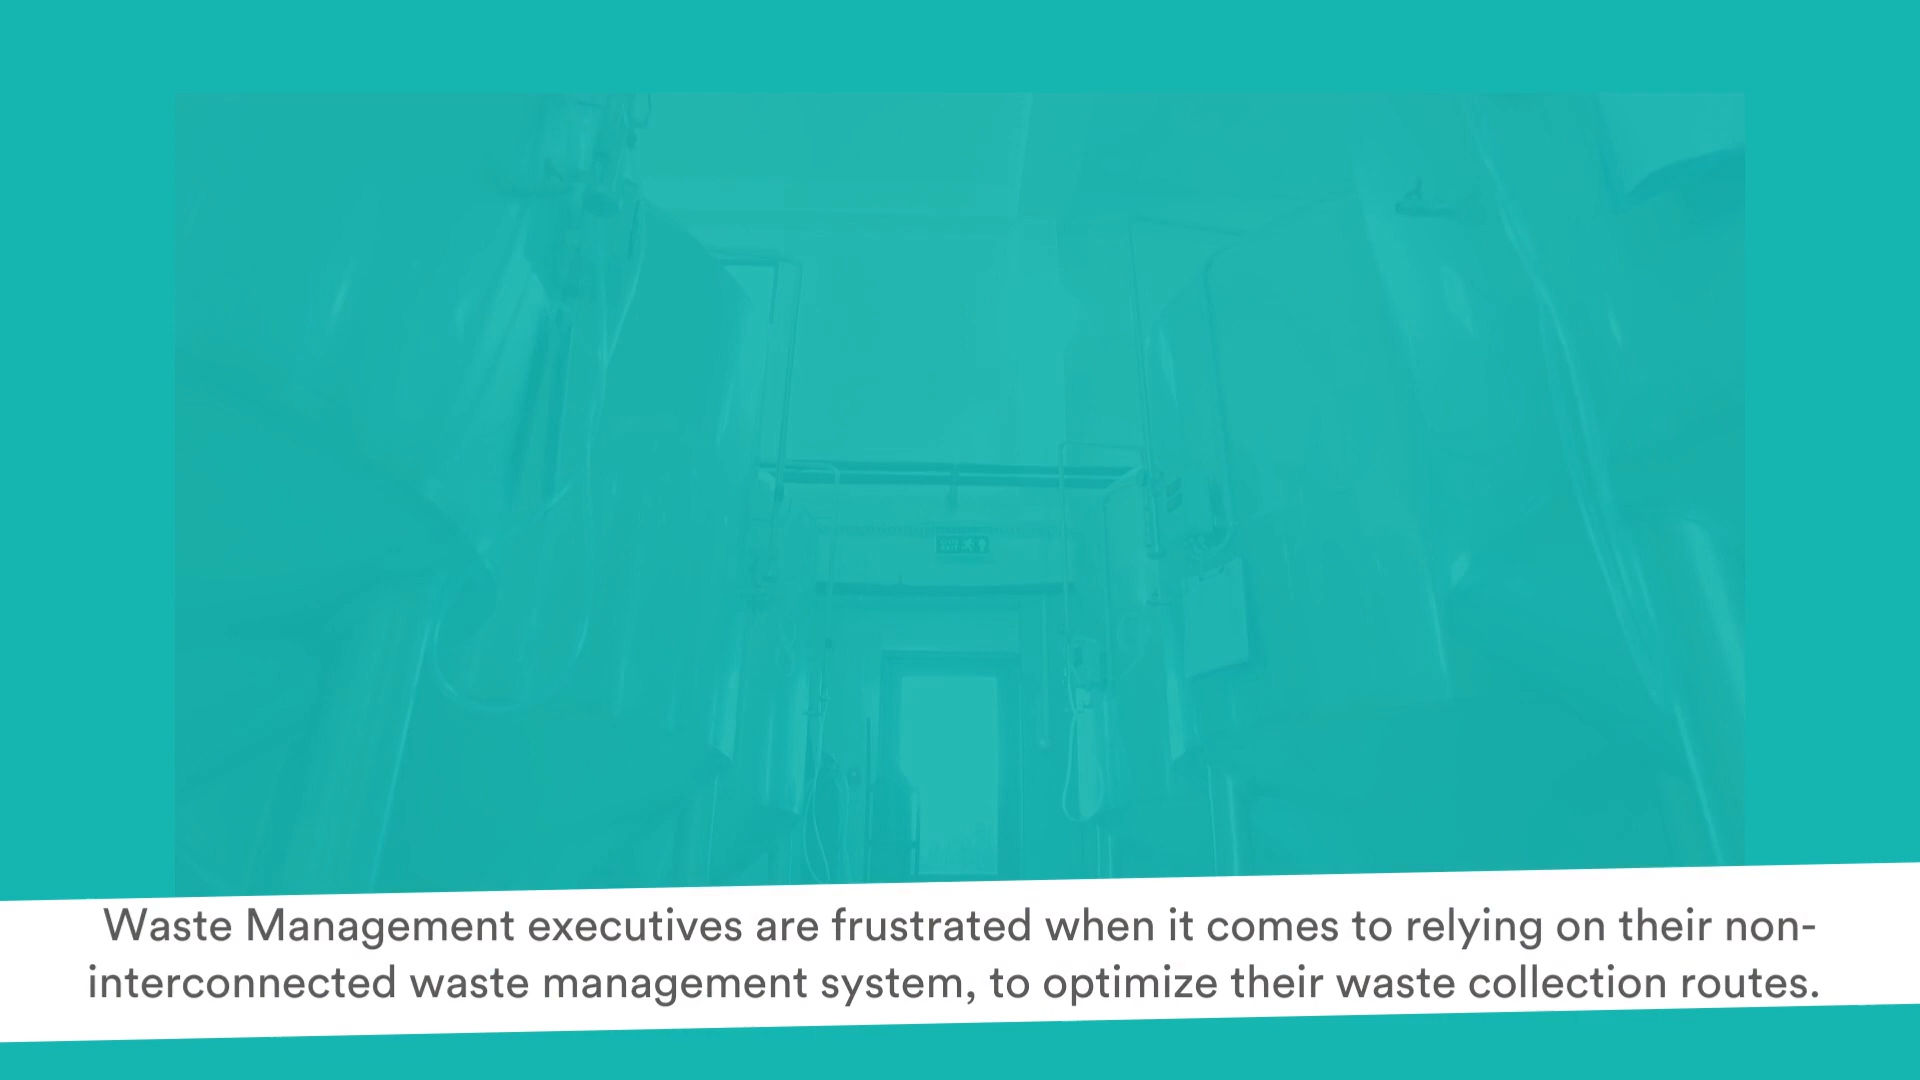 Waste Management executives are frustrated when it comes to relying on their non-
interconnected waste management system, to optimize their waste collection routes.